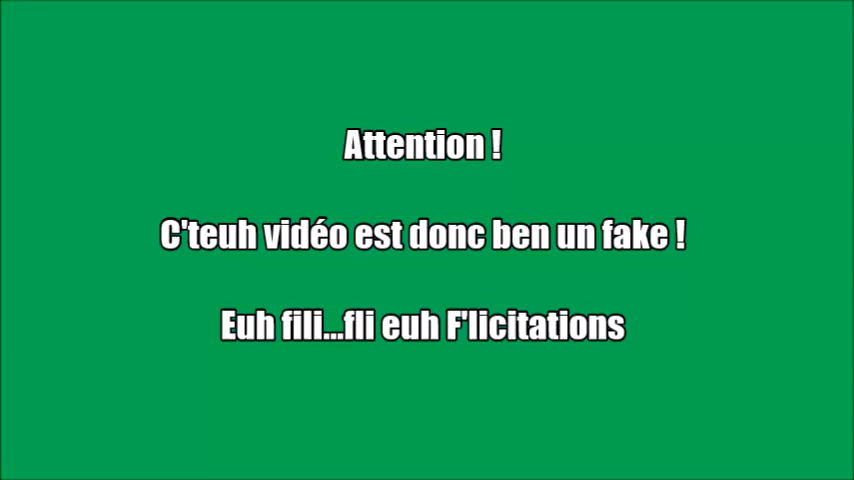 Attention !
C'teuh vidéo est donc ben un fake !
Euh fili...fli euh F'licitations